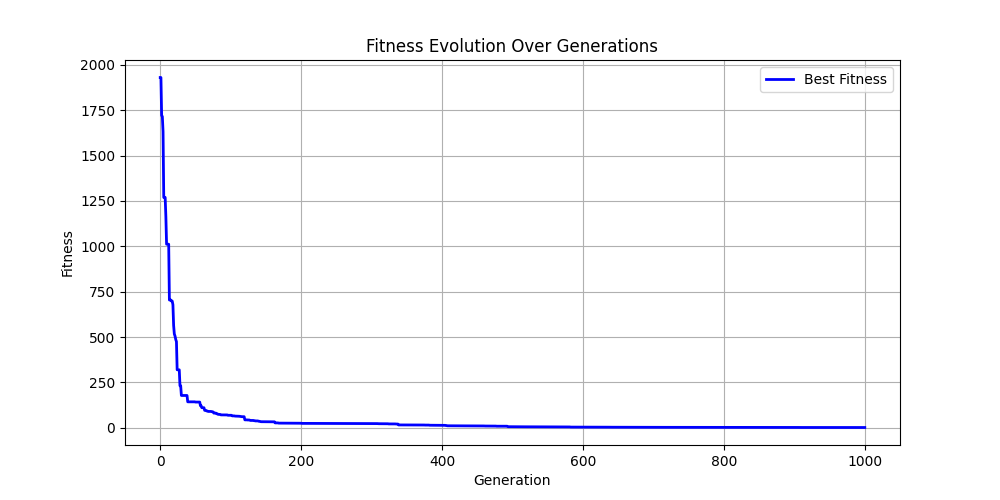 Fitness Evolution Over Generations
Best Fitness
2000
1750
1500
1250
1000
750
500
250
0
Fitness
0 200 400 600 800 1000
Generation